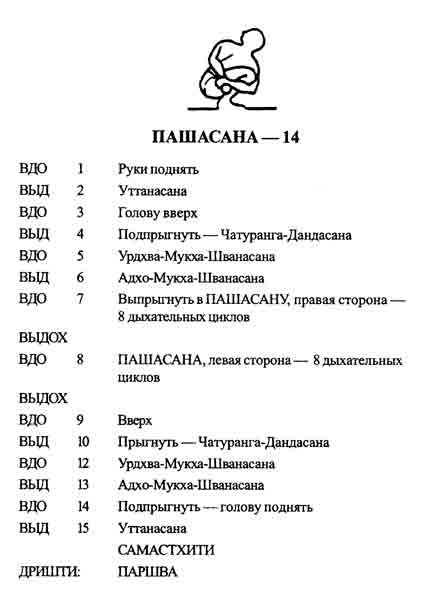 ПАШАСАНА — 14
ВДО 1 Руки поднять
ВЫД 2 Уттанасана
ВДО 3 Голову вверх
ВЫД 4 Подпрыгнуть — Чатуранга-Дандасана
ВДО 5 Урдхва-Мукха-Шванасана
ВЫД 6 Адхо-Мукха-Шванасана
ВДО 7 Выпрыгнуть в ПАШАСАНУ, правая сторона —
8 дыхательных циклов
ВЫДОХ
ВДО 8 ПАШАСАНА, левая сторона — 8 дыхательных
циклов
ВЫДОХ
ВДО 9 Вверх
ВЫД 10 Прыгнуть — Чатуранга-Дандасана
ВДО 12 Урдхва-Мукха-Шванасана
ВЫД 13 Адхо-Мукха-Шванасана
ВДО 14 Подпрыгнуть — голову поднять
ВЫД 15 Уттанасана
САМАСТХИТИ
ДРИШТИ: ПАРШВА